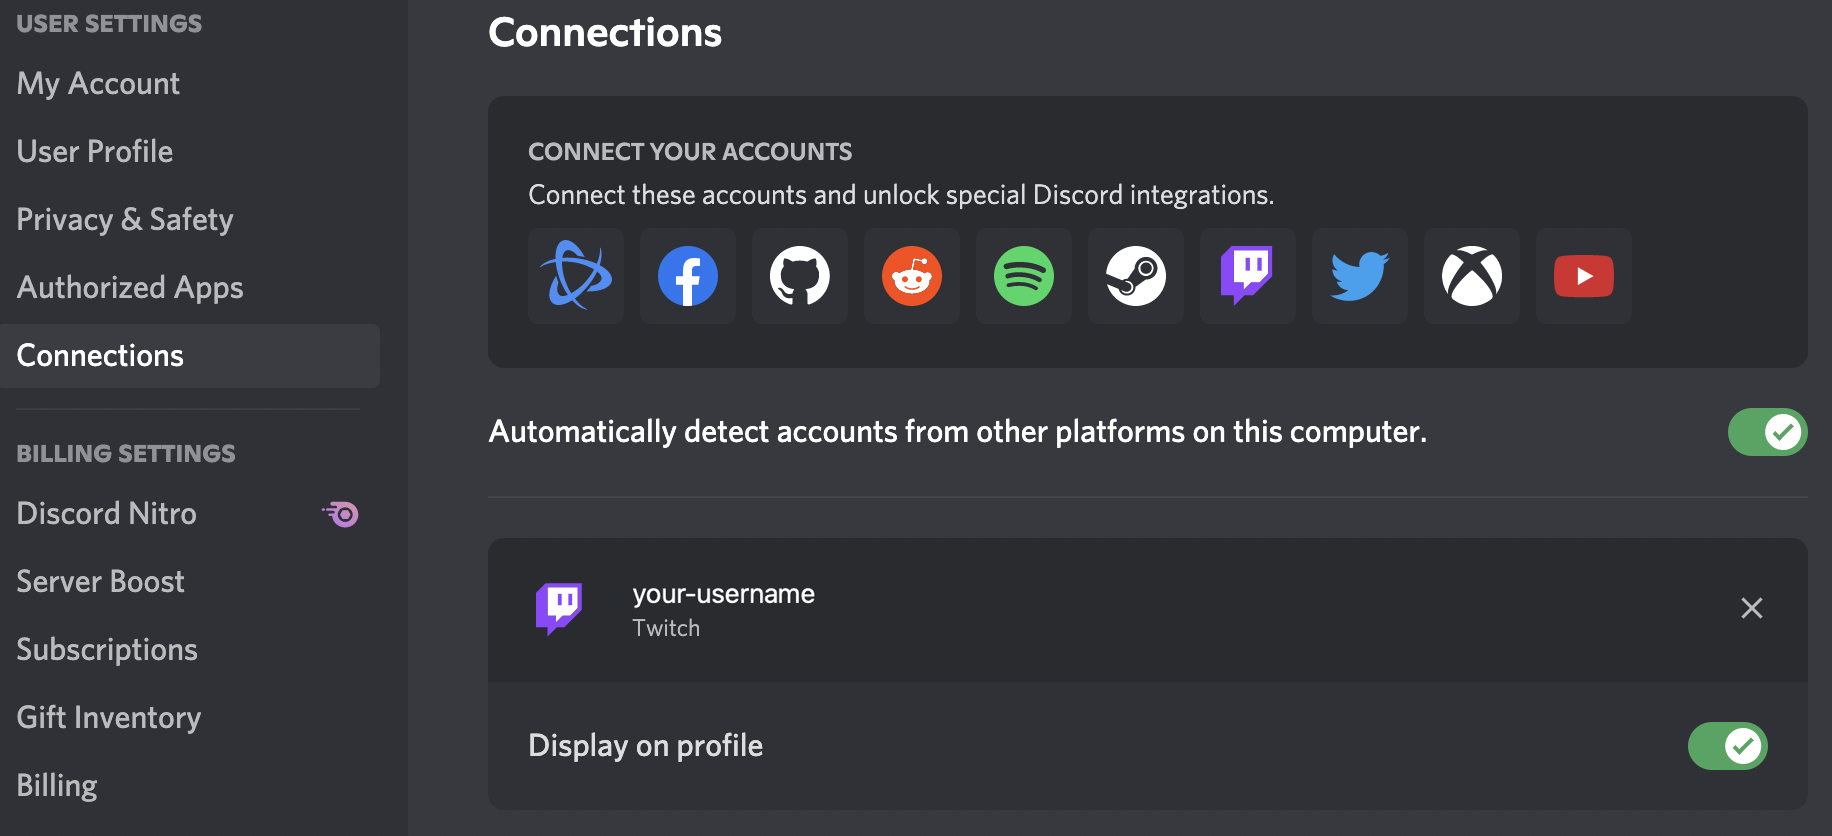 USER SETTINGS
My Account
User Profile
Privacy & Safety
Authorized Apps
Connections
BILLING SETTINGS
Discord Nitro
Server Boost
Subscriptions
Gift Inventory
Billing
Connections
CONNECT YOUR ACCOUNTS
Connect these accounts and unlock special Discord integrations.
Automatically detect accounts from other platforms on this computer.
your-username
Twitch
Display on profile